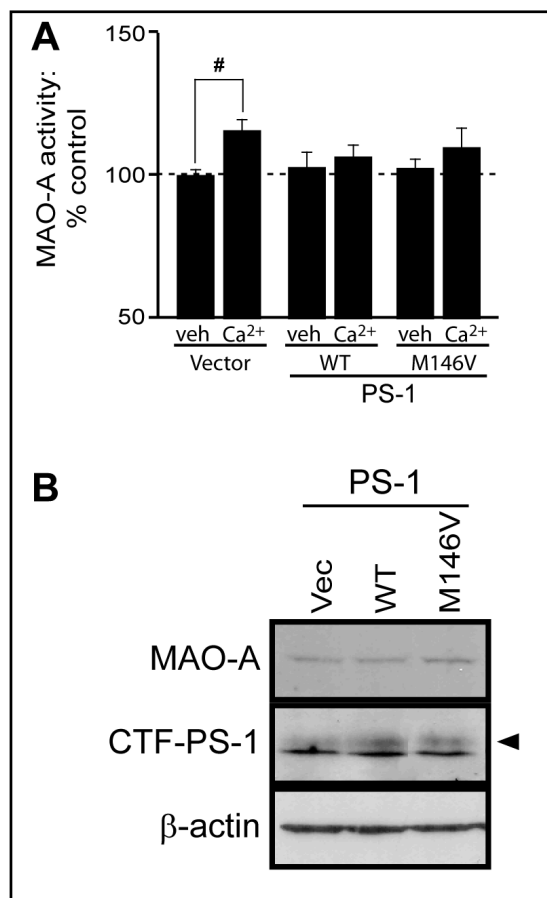 A
MAO-A activity:
% control
150
100
50
#
veh Ca²⁺ veh Ca²⁺ veh Ca²⁺
Vector WT M146V
PS-1
B
PS-1
Vec WT M146V
MAO-A
CTF-PS-1
β-actin